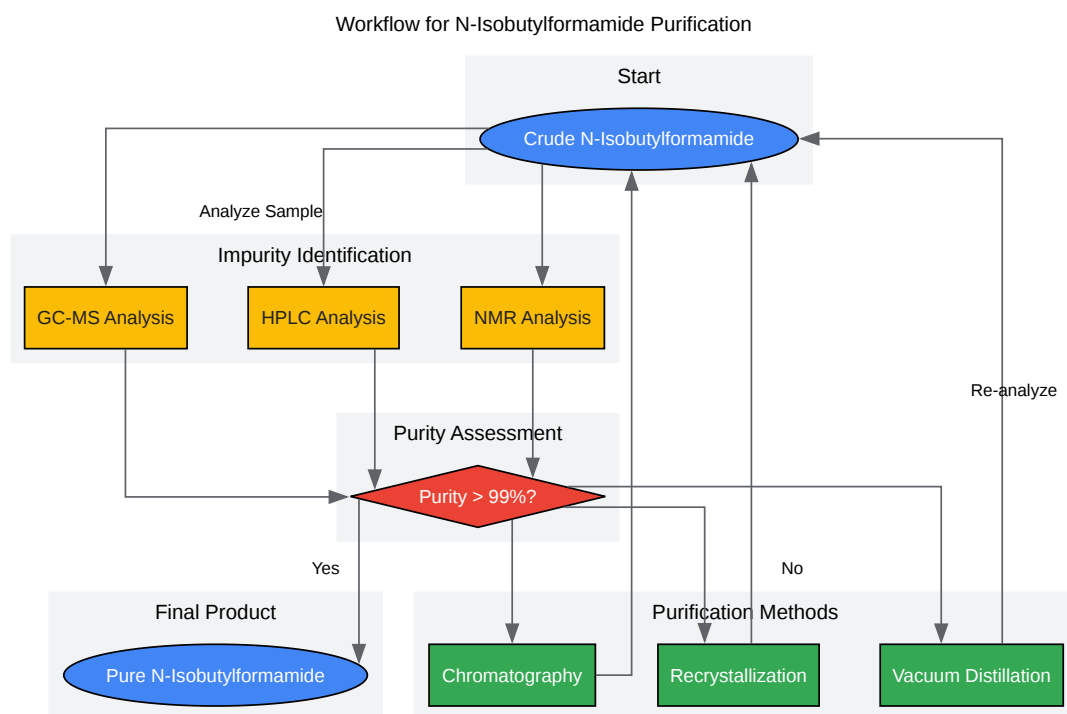 Workflow for N-Isobutylformamide Purification
Start
Crude N-Isobutylformamide
Analyze Sample
Impurity Identification
GC-MS Analysis
HPLC Analysis
NMR Analysis
Re-analyze
Purity Assessment
Purity > 99%?
Yes
No
Final Product
Purification Methods
Pure N-Isobutylformamide
Chromatography
Recrystallization
Vacuum Distillation